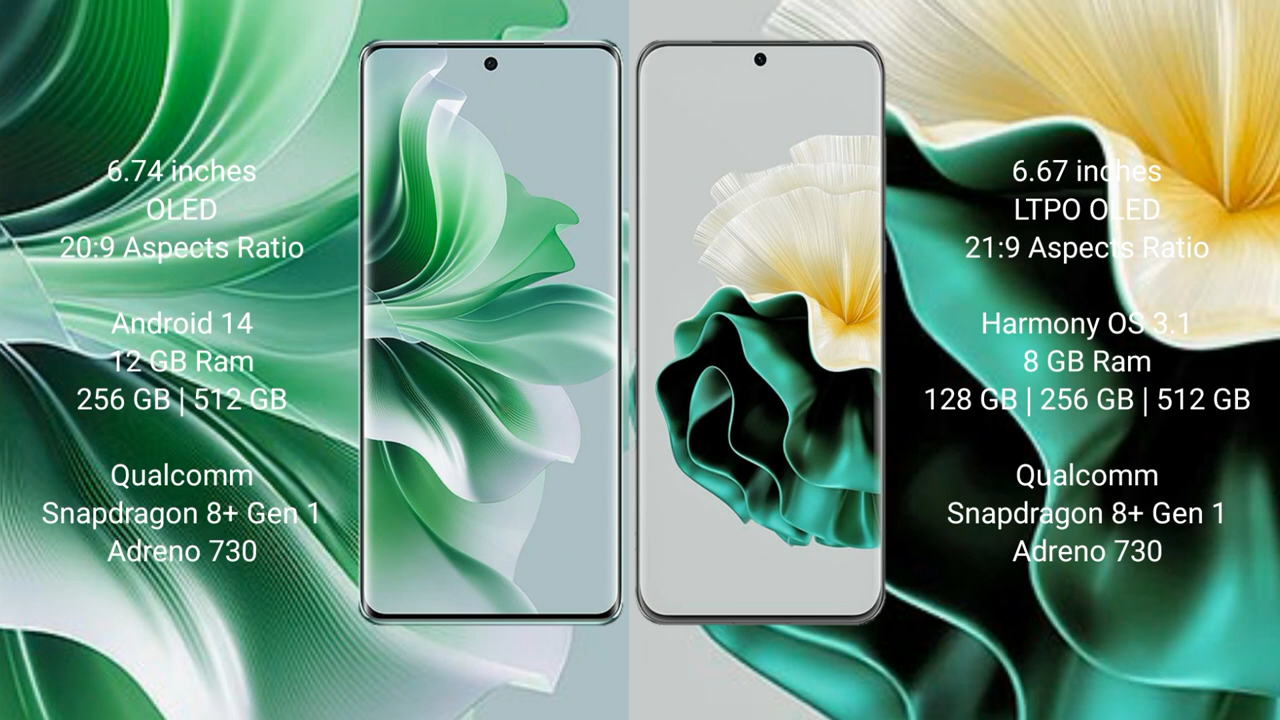 6.74 inches
OLED
20:9 Aspects Ratio
Android 14
12 GB Ram
256 GB | 512 GB
Qualcomm
Snapdragon 8+ Gen 1
Adreno 730
6.67 inches
LTPO OLED
21:9 Aspects Ratio
Harmony OS 3.1
8 GB Ram
128 GB | 256 GB | 512 GB
Qualcomm
Snapdragon 8+ Gen 1
Adreno 730